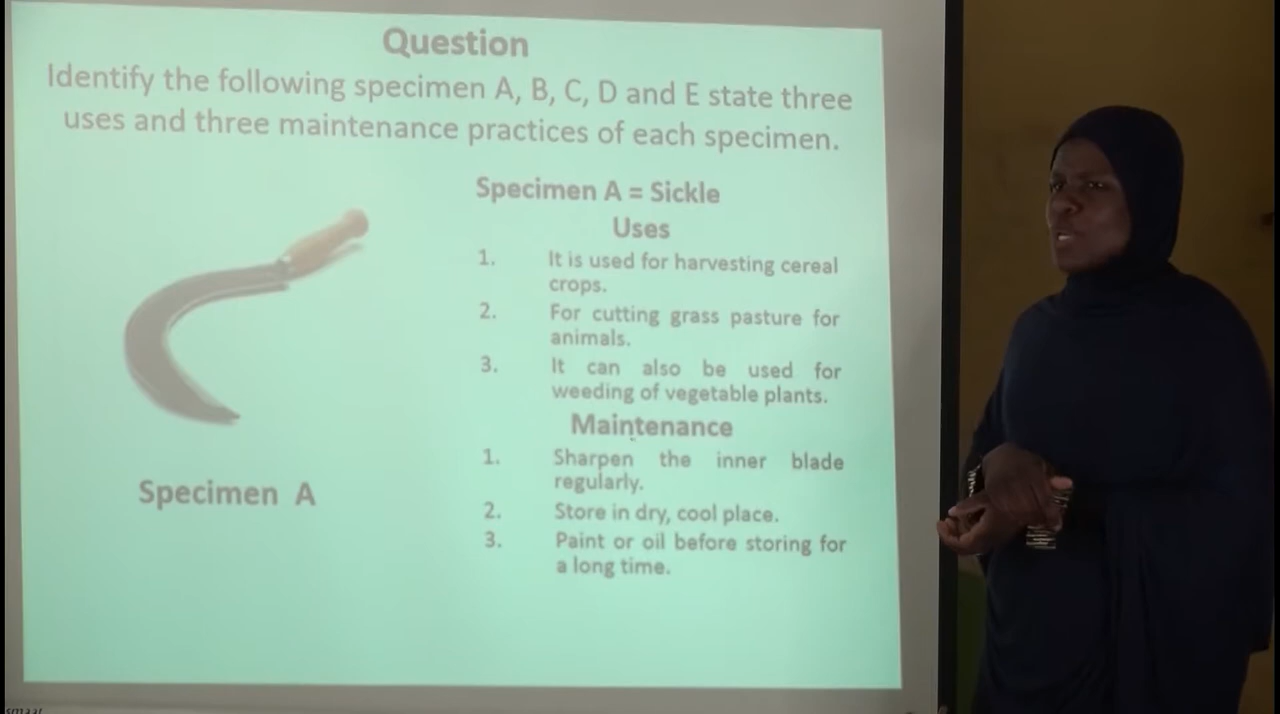 Question
Identify the following specimen A, B, C, D and E state three
uses and three maintenance practices of each specimen.
Specimen A = Sickle
Uses
1. It is used for harvesting cereal
crops.
2. For cutting grass pasture for
animals.
3. It can also be used for
weeding of vegetable plants.
Maintenance
1. Sharpen the inner blade
regularly.
2. Store in dry, cool place.
3. Paint or oil before storing for
a long time.
Specimen A